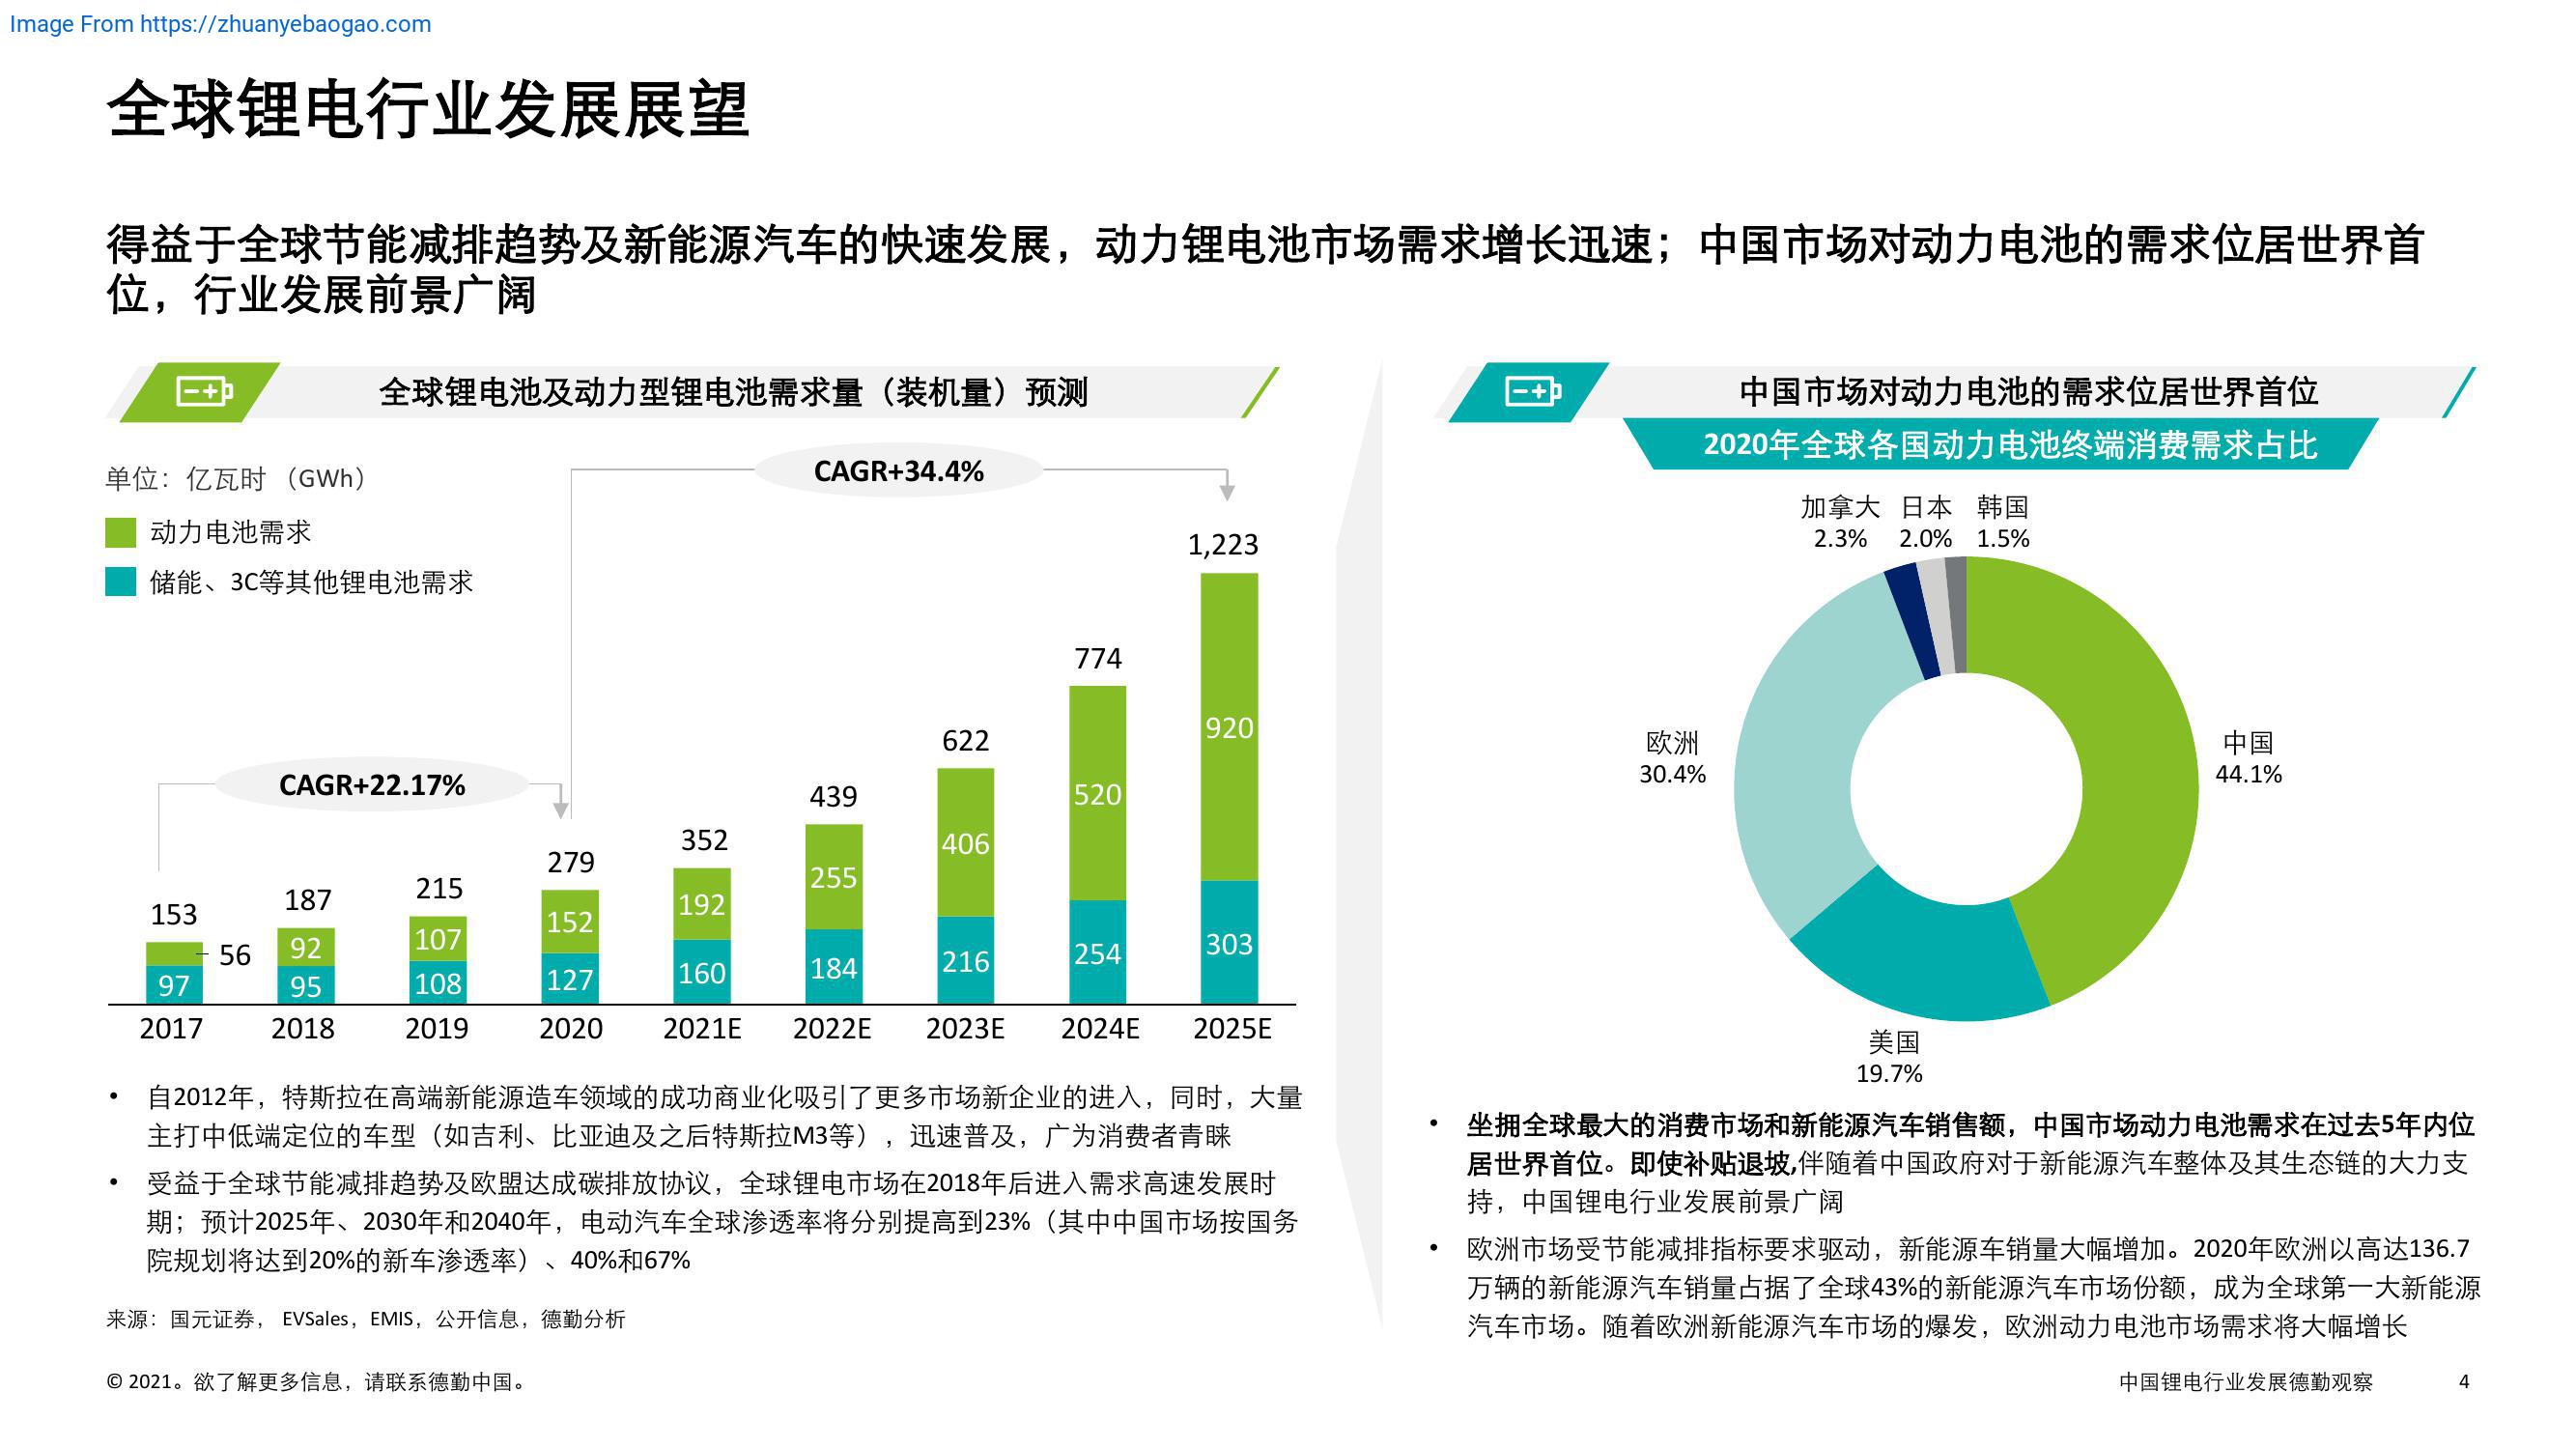 Image From https://zhuanyebaogao.com
全球锂电行业发展展望
得益于全球节能减排趋势及新能源汽车的快速发展，动力锂电池市场需求增长迅速；中国市场对动力电池的需求位居世界首
位，行业发展前景广阔
全球锂电池及动力型锂电池需求量（装机量）预测
单位：亿瓦时 （GWh）
动力电池需求
储能、3C等其他锂电池需求
CAGR+34.4%
CAGR+22.17%
153
187
215
279
352
439
622
774
1,223
56
92
107
152
192
255
406
520
920
97
95
108
127
160
184
216
254
303
2017
2018
2019
2020
2021E
2022E
2023E
2024E
2025E
• 自2012年，特斯拉在高端新能源造车领域的成功商业化吸引了更多市场新企业的进入，同时，大量
主打中低端定位的车型（如吉利、比亚迪及之后特斯拉M3等），迅速普及，广为消费者青睐
• 受益于全球节能减排趋势及欧盟达成碳排放协议，全球锂电市场在2018年后进入需求高速发展时
期；预计2025年、2030年和2040年，电动汽车全球渗透率将分别提高到23%（其中中国市场按国务
院规划将达到20%的新车渗透率）、40%和67%
来源：国元证券， EVSales，EMIS，公开信息，德勤分析
中国市场对动力电池的需求位居世界首位
2020年全球各国动力电池终端消费需求占比
加拿大
2.3%
日本
2.0%
韩国
1.5%
欧洲
30.4%
中国
44.1%
美国
19.7%
• 坐拥全球最大的消费市场和新能源汽车销售额，中国市场动力电池需求在过去5年内位
居世界首位。即使补贴退坡,伴随着中国政府对于新能源汽车整体及其生态链的大力支
持，中国锂电行业发展前景广阔
• 欧洲市场受节能减排指标要求驱动，新能源车销量大幅增加。2020年欧洲以高达136.7
万辆的新能源汽车销量占据了全球43%的新能源汽车市场份额，成为全球第一大新能源
汽车市场。随着欧洲新能源汽车市场的爆发，欧洲动力电池市场需求将大幅增长
© 2021。欲了解更多信息，请联系德勤中国。
中国锂电行业发展德勤观察
4